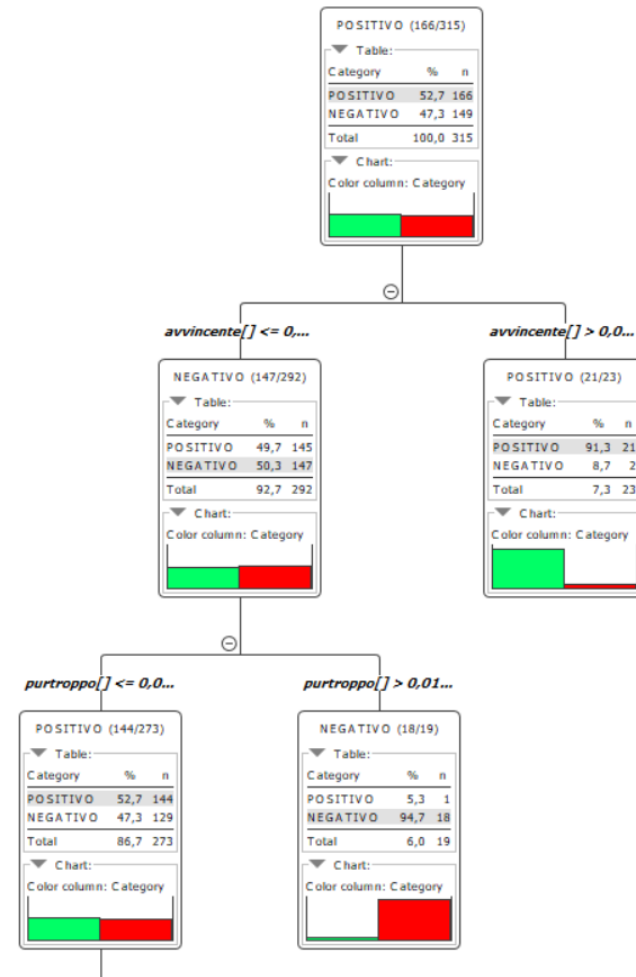 POSITIVO (166/315)
Table:
Category % n
POSITIVO 52,7 166
NEGATIVO 47,3 149
Total 100,0 315
Chart:
Color column: Category
avvincente[] <= 0,...
avvincente[] > 0,0...
NEGATIVO (147/292)
Table:
Category % n
POSITIVO 49,7 145
NEGATIVO 50,3 147
Total 92,7 292
Chart:
Color column: Category
POSITIVO (21/23)
Table:
Category % n
POSITIVO 91,3 21
NEGATIVO 8,7 2
Total 7,3 23
Chart:
Color column: Category
purtroppo[] <= 0,0...
purtroppo[] > 0,01...
POSITIVO (144/273)
Table:
Category % n
POSITIVO 52,7 144
NEGATIVO 47,3 129
Total 86,7 273
Chart:
Color column: Category
NEGATIVO (18/19)
Table:
Category % n
POSITIVO 5,3 1
NEGATIVO 94,7 18
Total 6,0 19
Chart:
Color column: Category